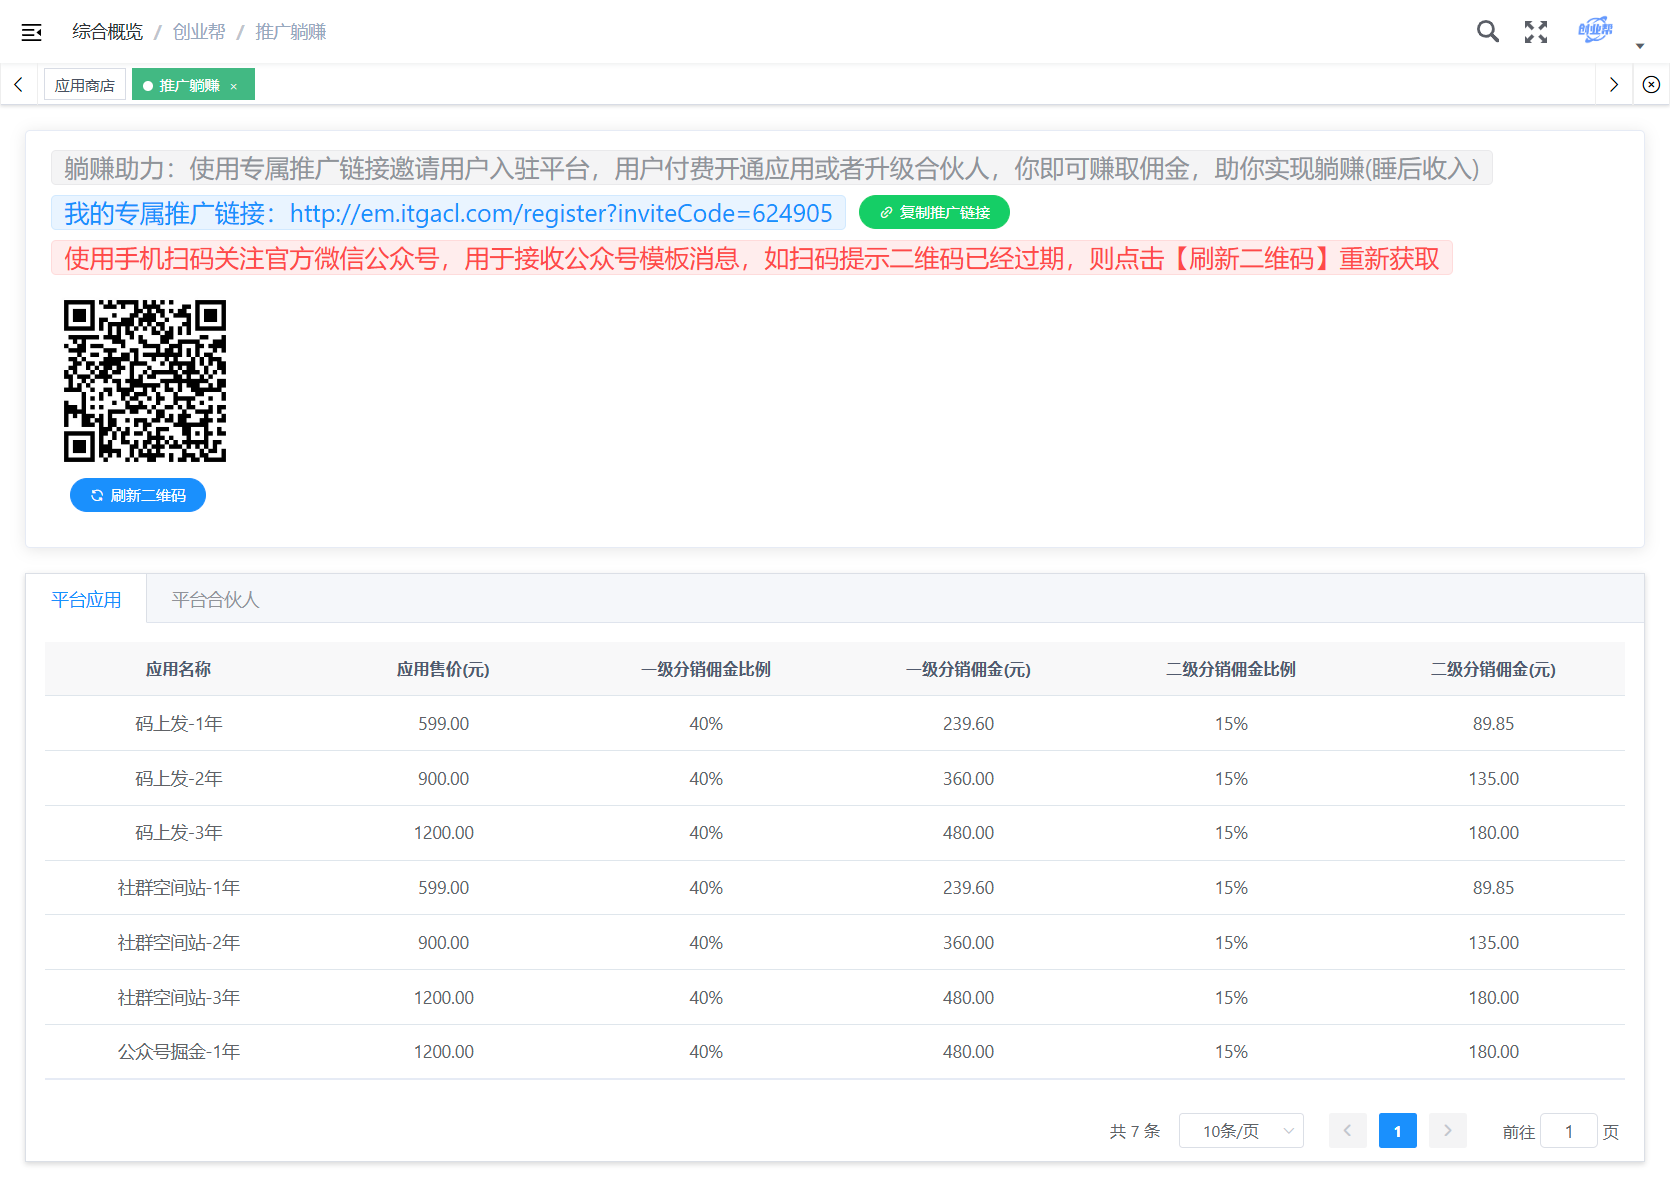 综合概览 / 创业帮 / 推广躺赚
创业帮
应用商店 推广躺赚 ×
躺赚助力：使用专属推广链接邀请用户入驻平台，用户付费开通应用或者升级合伙人，你即可赚取佣金，助你实现躺赚(睡后收入)
我的专属推广链接：http://em.itgacl.com/register?inviteCode=624905 复制推广链接
使用手机扫码关注官方微信公众号，用于接收公众号模板消息，如扫码提示二维码已经过期，则点击【刷新二维码】重新获取
刷新二维码
平台应用 平台合伙人
应用名称 应用售价(元) 一级分销佣金比例 一级分销佣金(元) 二级分销佣金比例 二级分销佣金(元)
码上发-1年 599.00 40% 239.60 15% 89.85
码上发-2年 900.00 40% 360.00 15% 135.00
码上发-3年 1200.00 40% 480.00 15% 180.00
社群空间站-1年 599.00 40% 239.60 15% 89.85
社群空间站-2年 900.00 40% 360.00 15% 135.00
社群空间站-3年 1200.00 40% 480.00 15% 180.00
公众号掘金-1年 1200.00 40% 480.00 15% 180.00
共 7 条 10条/页 1 前往 1 页